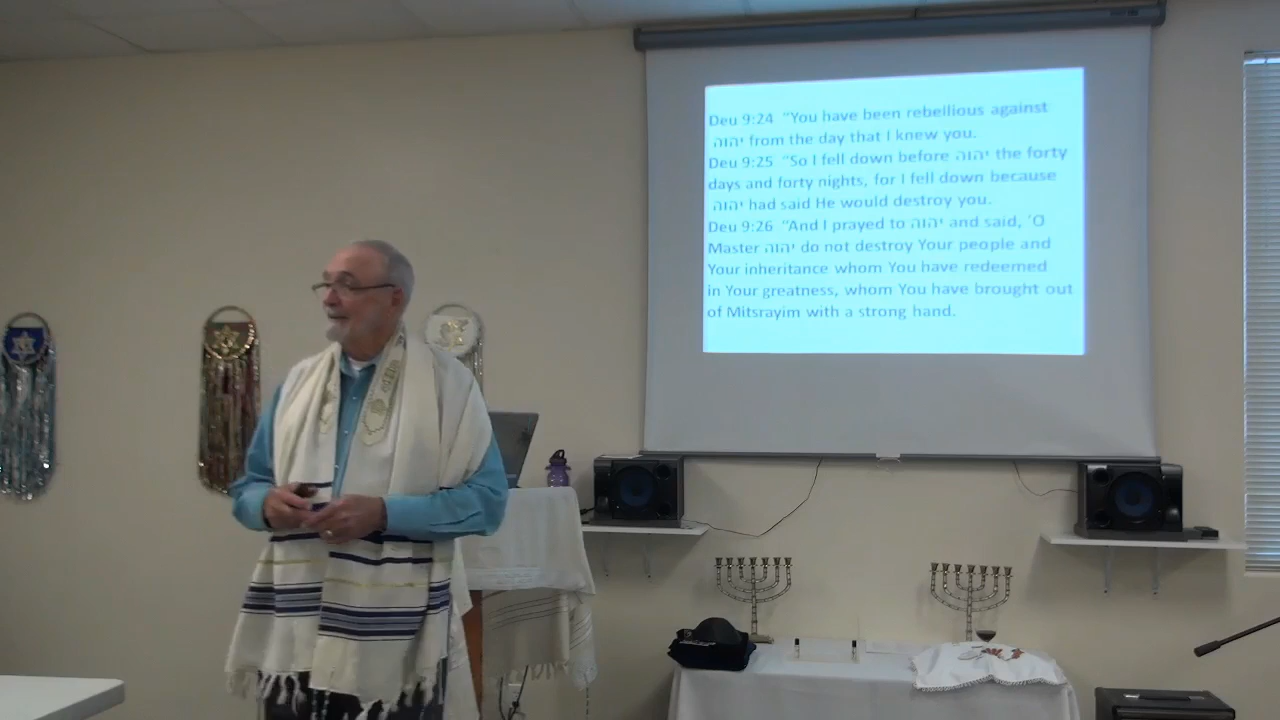 Deu 9:24 "You have been rebellious against
יהוה from the day that I knew you.
Deu 9:25 "So I fell down before יהוה the forty
days and forty nights, for I fell down because
יהוה had said He would destroy you.
Deu 9:26 "And I prayed to יהוה and said, 'O
Master יהוה do not destroy Your people and
Your inheritance whom You have redeemed
in Your greatness, whom You have brought out
of Mitsrayim with a strong hand.